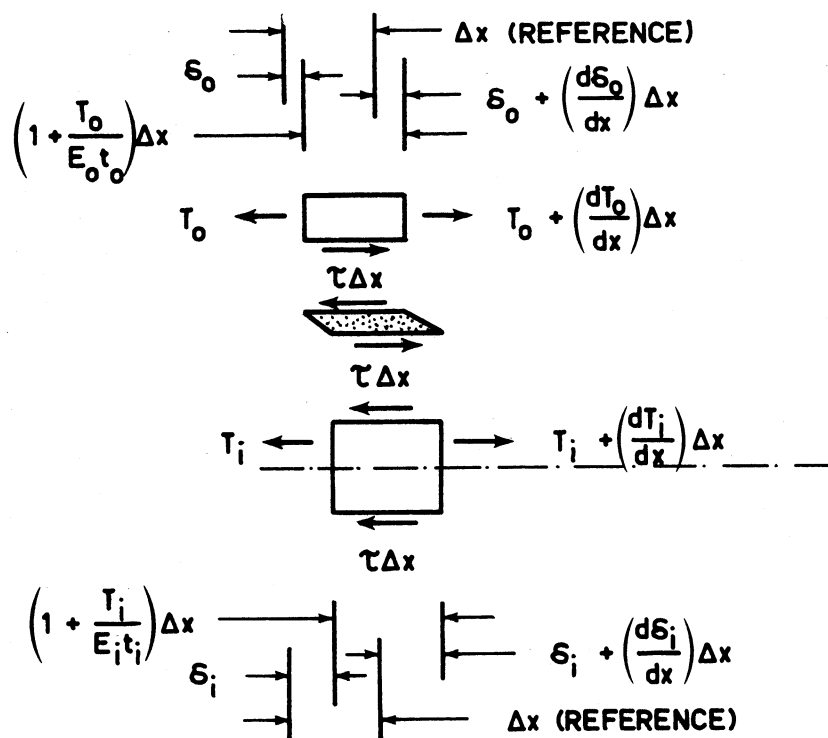 Δx (REFERENCE)
δₒ
δₒ + (dδₒ/dx) Δx
(1 + Tₒ/Eₒtₒ)Δx
Tₒ
Tₒ + (dTₒ/dx)Δx
τΔx
τΔx
Tᵢ
Tᵢ + (dTᵢ/dx)Δx
τΔx
(1 + Tᵢ/Eᵢtᵢ)Δx
δᵢ + (dδᵢ/dx)Δx
δᵢ
Δx (REFERENCE)